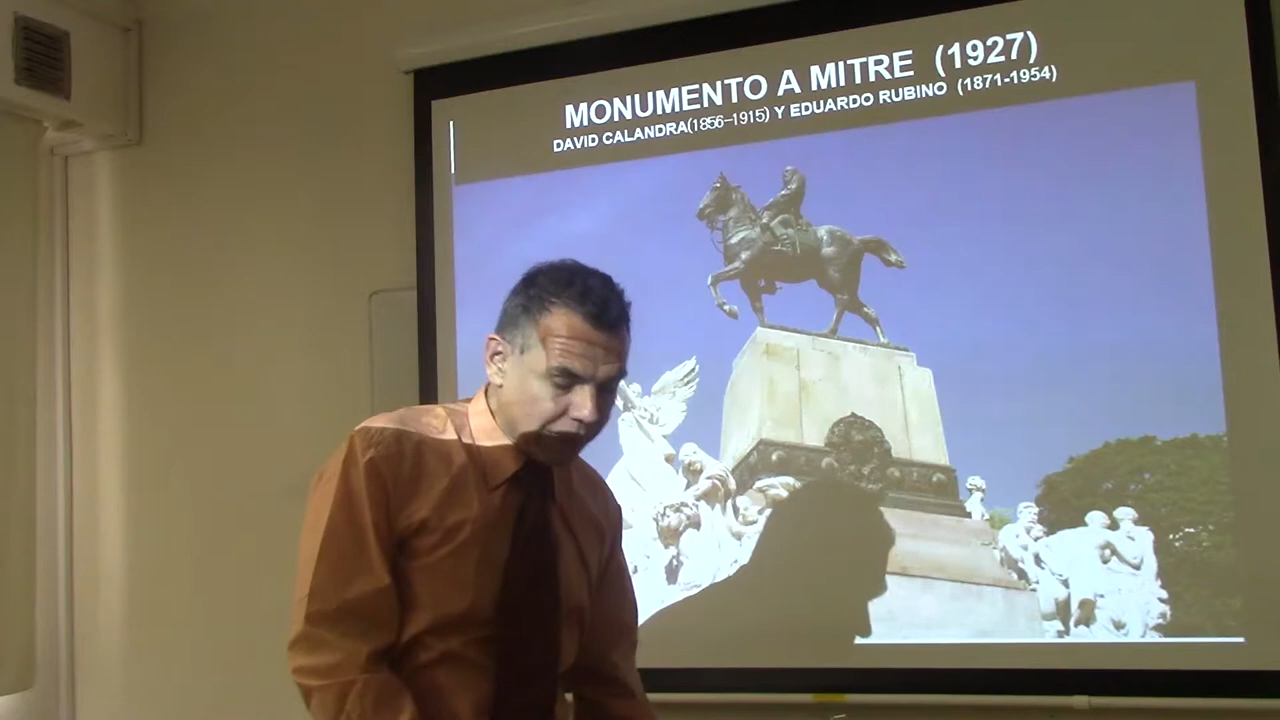 MONUMENTO A MITRE (1927)
DAVID CALANDRA(1856-1915) Y EDUARDO RUBINO (1871-1954)